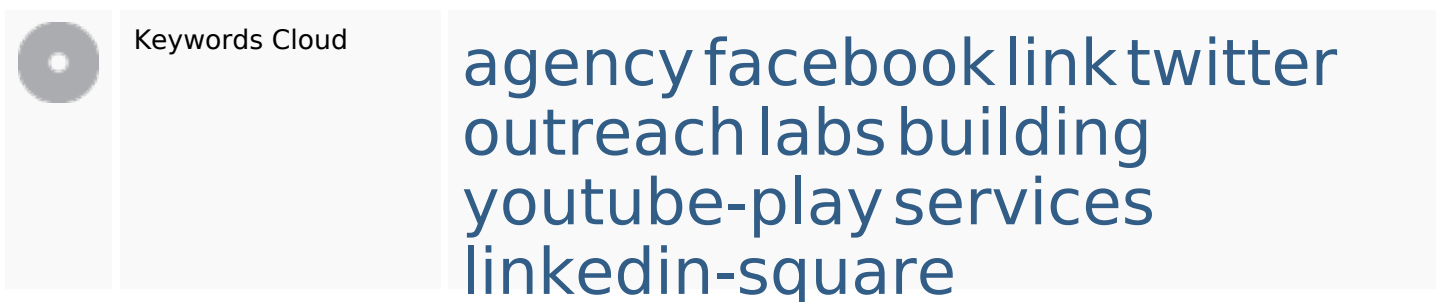 Keywords Cloud
agency facebook link twitter
outreach labs building
youtube-play services
linkedin-square